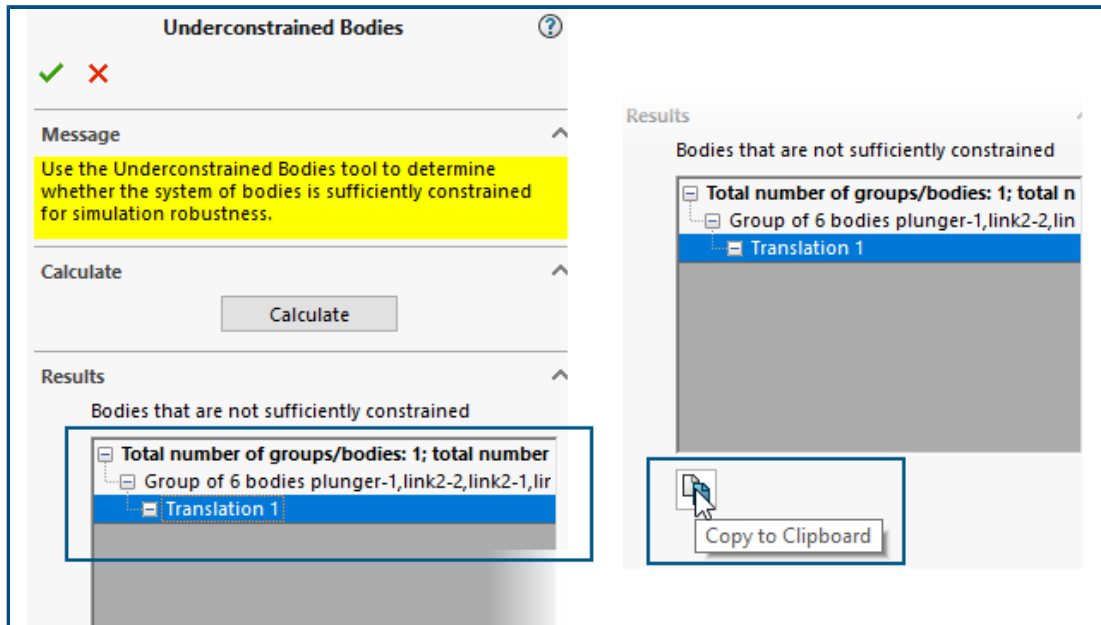 Underconstrained Bodies
Message
Use the Underconstrained Bodies tool to determine
whether the system of bodies is sufficiently constrained
for simulation robustness.
Calculate
Calculate
Results
Bodies that are not sufficiently constrained
Total number of groups/bodies: 1; total number
Group of 6 bodies plunger-1,link2-2,link2-1,lir
Translation 1
Results
Bodies that are not sufficiently constrained
Total number of groups/bodies: 1; total n
Group of 6 bodies plunger-1,link2-2,lin
Translation 1
Copy to Clipboard